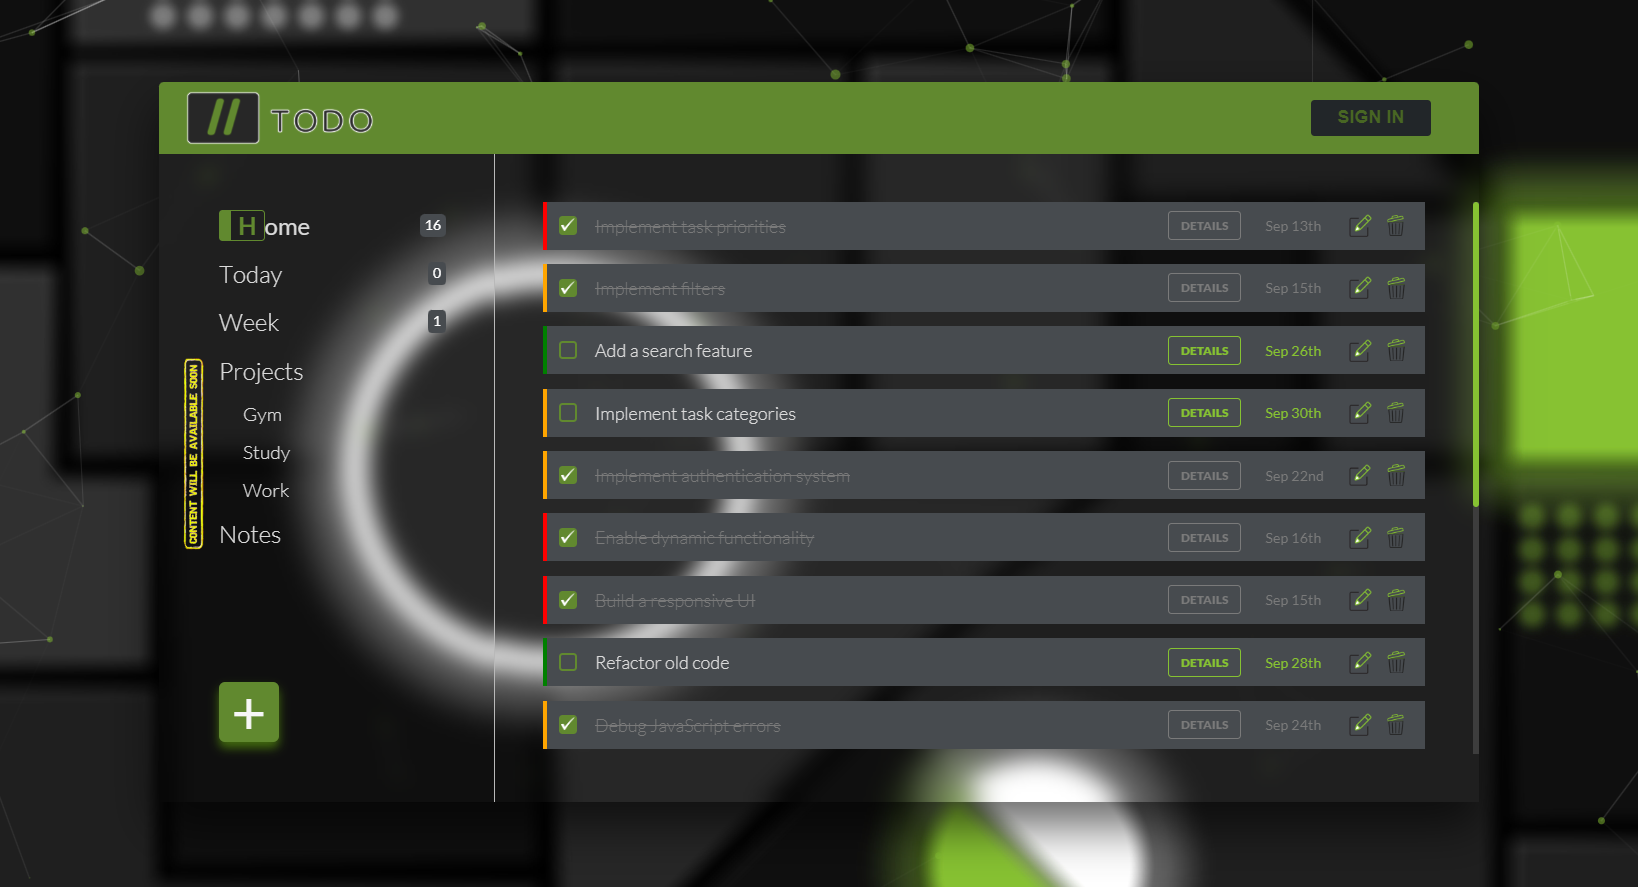 // TODO
SIGN IN
Home 16
Today 0
Week 1
Projects
Gym
Study
Work
Notes
CONTENT WILL BE AVAILABLE SOON
+
Implement task priorities DETAILS Sep 13th
Implement filters DETAILS Sep 15th
Add a search feature DETAILS Sep 26th
Implement task categories DETAILS Sep 30th
Implement authentication system DETAILS Sep 22nd
Enable dynamic functionality DETAILS Sep 16th
Build a responsive UI DETAILS Sep 15th
Refactor old code DETAILS Sep 28th
Debug JavaScript errors DETAILS Sep 24th